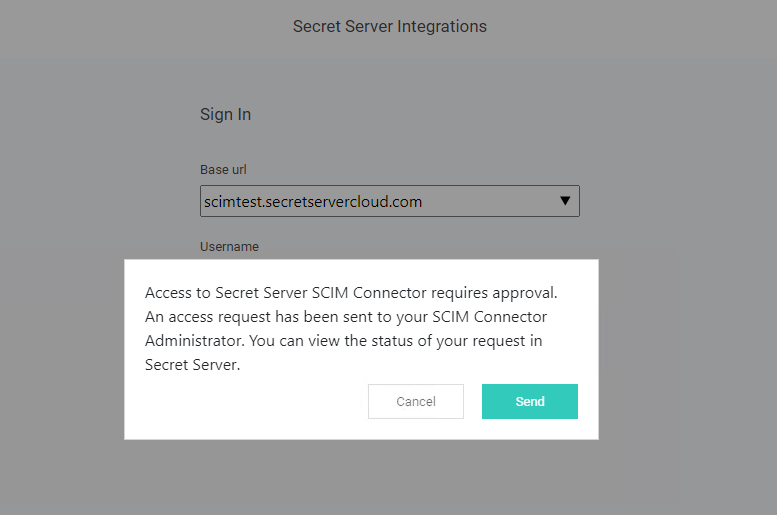 Secret Server Integrations
Sign In
Base url
scimtest.secretservercloud.com
Username
Access to Secret Server SCIM Connector requires approval.
An access request has been sent to your SCIM Connector
Administrator. You can view the status of your request in
Secret Server.
Cancel
Send